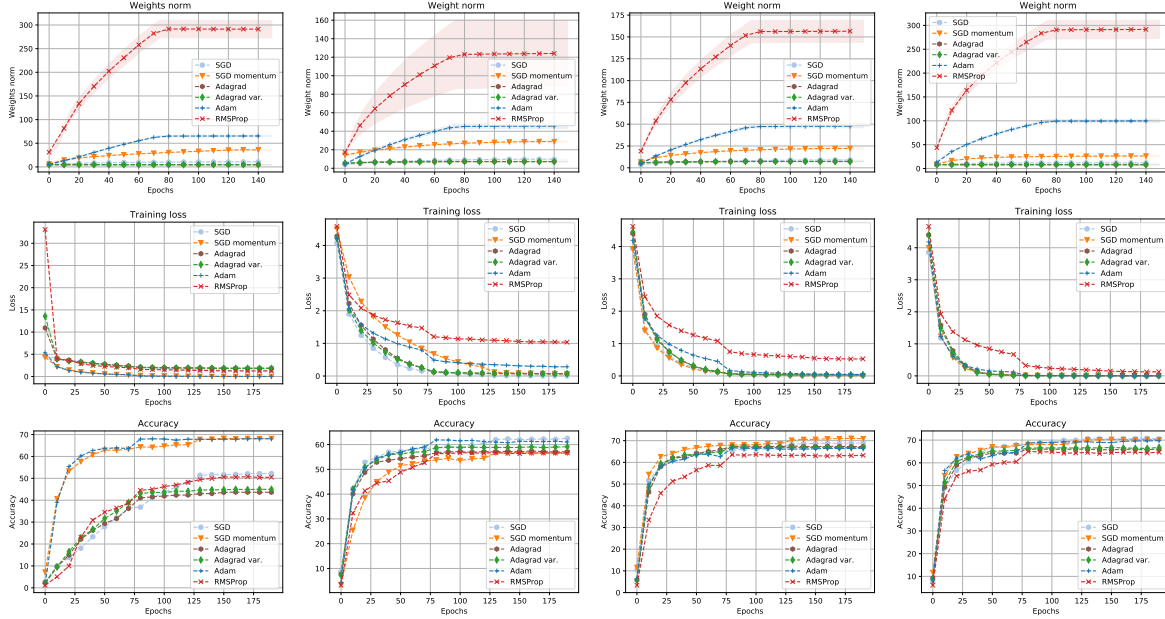 Weights norm
Weights norm
300
250
200
150
100
50
0
0 20 40 60 80 100 120 140
Epochs
SGD
SGD momentum
Adagrad
Adagrad var.
Adam
RMSProp
Weight norm
Weight norm
160
140
120
100
80
60
40
20
0
0 20 40 60 80 100 120 140
Epochs
SGD
SGD momentum
Adagrad
Adagrad var.
Adam
RMSProp
Weight norm
Weight norm
175
150
125
100
75
50
25
0
0 20 40 60 80 100 120 140
Epochs
SGD
SGD momentum
Adagrad
Adagrad var.
Adam
RMSProp
Weight norm
Weight norm
300
250
200
150
100
50
0
0 20 40 60 80 100 120 140
Epochs
SGD
SGD momentum
Adagrad
Adagrad var.
Adam
RMSProp
Training loss
Loss
30
25
20
15
10
5
0
0 25 50 75 100 125 150 175
Epochs
SGD
SGD momentum
Adagrad
Adagrad var.
Adam
RMSProp
Training loss
Loss
4
3
2
1
0
0 25 50 75 100 125 150 175
Epochs
SGD
SGD momentum
Adagrad
Adagrad var.
Adam
RMSProp
Training loss
Loss
4
3
2
1
0
0 25 50 75 100 125 150 175
Epochs
SGD
SGD momentum
Adagrad
Adagrad var.
Adam
RMSProp
Training loss
Loss
4
3
2
1
0
0 25 50 75 100 125 150 175
Epochs
SGD
SGD momentum
Adagrad
Adagrad var.
Adam
RMSProp
Accuracy
Accuracy
70
60
50
40
30
20
10
0
0 25 50 75 100 125 150 175
Epochs
SGD
SGD momentum
Adagrad
Adagrad var.
Adam
RMSProp
Accuracy
Accuracy
60
50
40
30
20
10
0 25 50 75 100 125 150 175
Epochs
SGD
SGD momentum
Adagrad
Adagrad var.
Adam
RMSProp
Accuracy
Accuracy
70
60
50
40
30
20
10
0
0 25 50 75 100 125 150 175
Epochs
SGD
SGD momentum
Adagrad
Adagrad var.
Adam
RMSProp
Accuracy
Accuracy
70
60
50
40
30
20
10
0 25 50 75 100 125 150 175
Epochs
SGD
SGD momentum
Adagrad
Adagrad var.
Adam
RMSProp